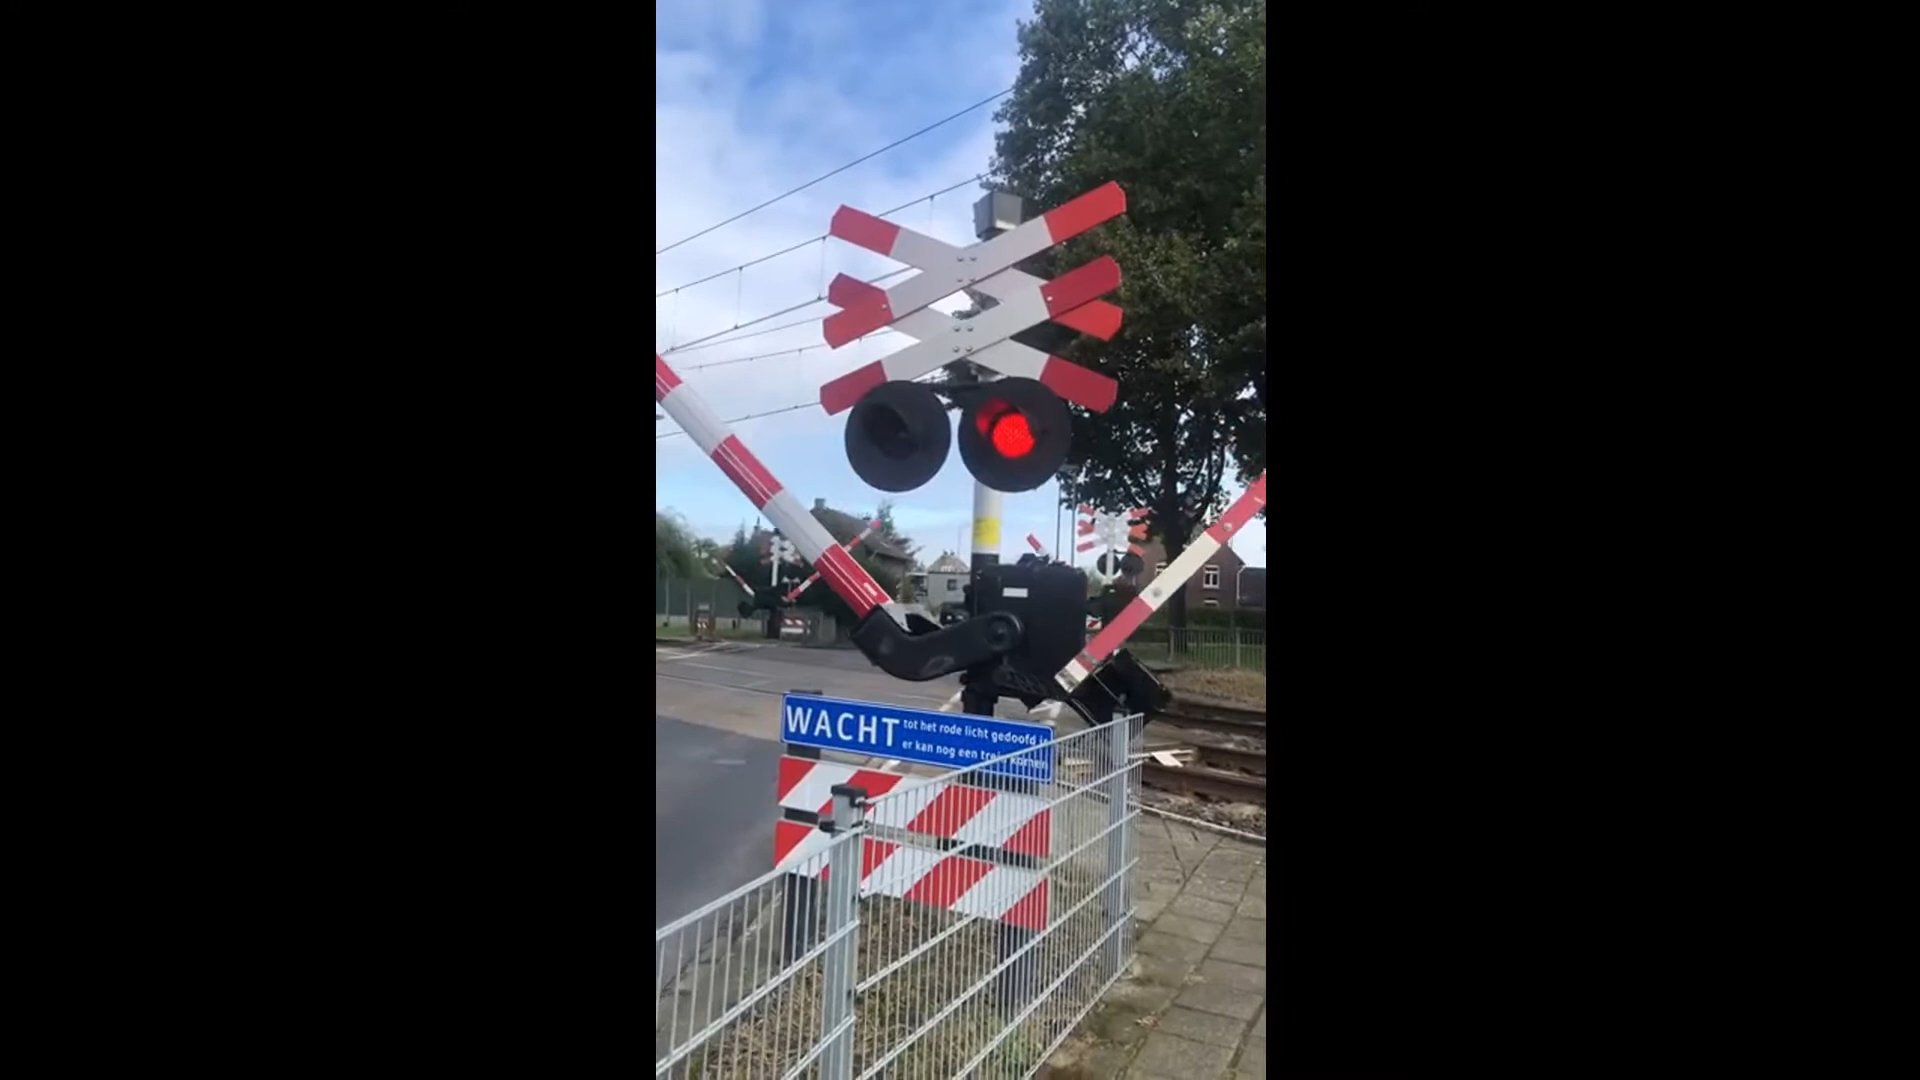 WACHT
tot het rode licht gedoofd is
er kan nog een trein komen